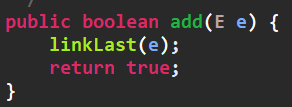 public boolean add(E e) {
    linkLast(e);
    return true;
}